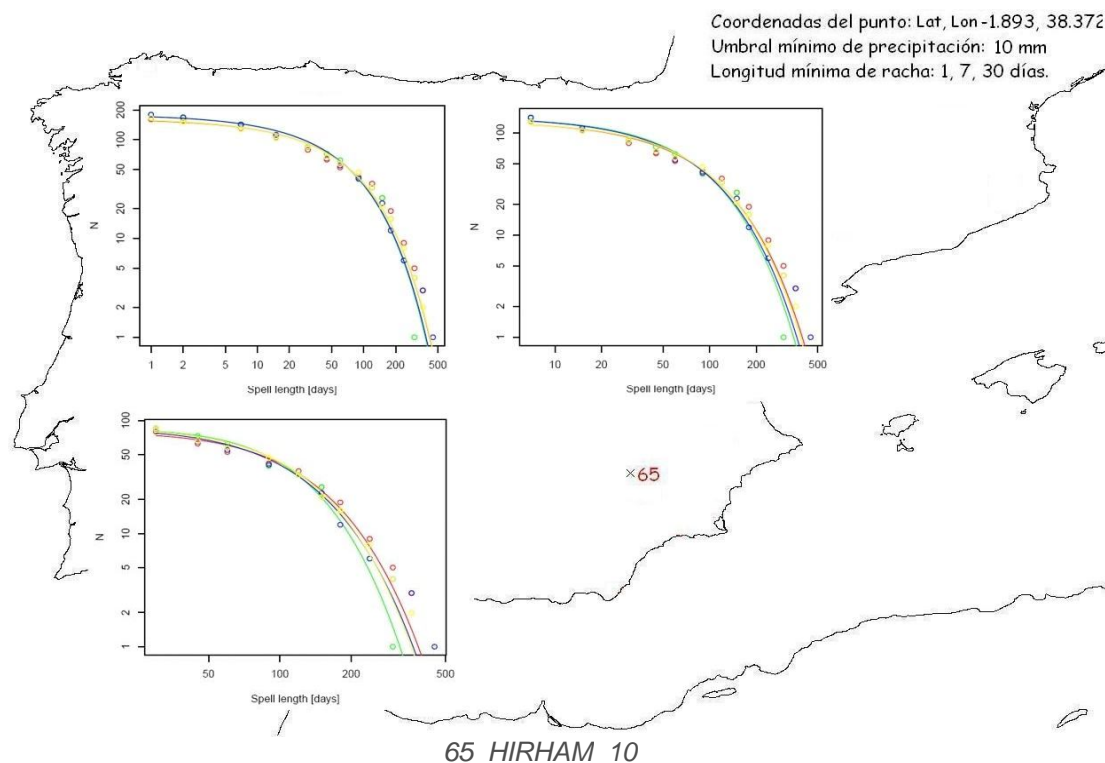 Coordenadas del punto: Lat, Lon -1.893, 38.372
Umbral mínimo de precipitación: 10 mm
Longitud mínima de racha: 1, 7, 30 días.
200
100
50
20
10
5
2
1
N
1 2 5 10 20 50 100 200 500
Spell length [days]
100
50
20
10
5
2
1
N
10 20 50 100 200 500
Spell length [days]
100
50
20
10
5
2
1
N
50 100 200 500
Spell length [days]
×65
65 HIRHAM 10